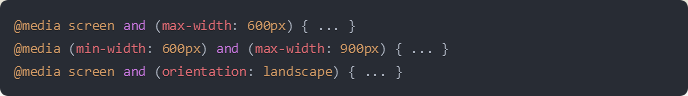 @media screen and (max-width: 600px) { ... }
@media (min-width: 600px) and (max-width: 900px) { ... }
@media screen and (orientation: landscape) { ... }